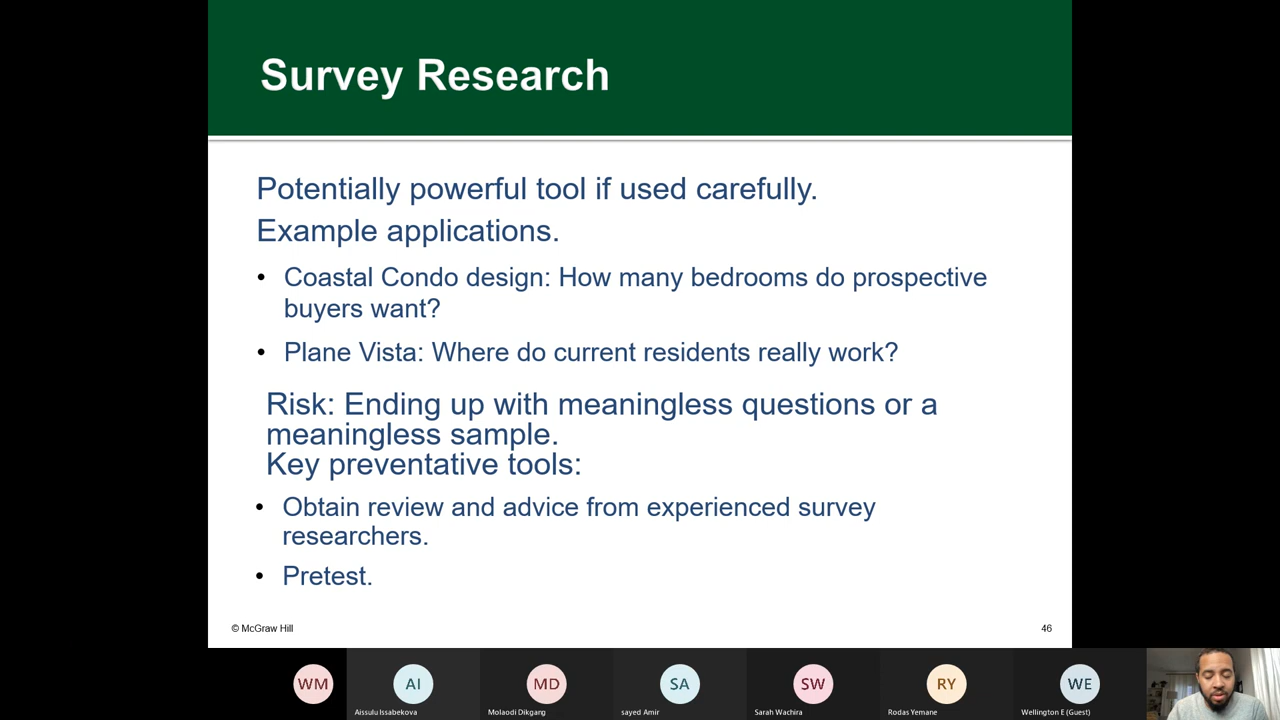 Survey Research
Potentially powerful tool if used carefully.
Example applications.
• Coastal Condo design: How many bedrooms do prospective
buyers want?
• Plane Vista: Where do current residents really work?
Risk: Ending up with meaningless questions or a
meaningless sample.
Key preventative tools:
• Obtain review and advice from experienced survey
researchers.
• Pretest.
© McGraw Hill
46
WM
AI
MD
SA
SW
RY
WE
Aissulu Issabekova
Molaodi Dikgang
sayed Amir
Sarah Wachira
Rodas Yemane
Wellington E (Guest)